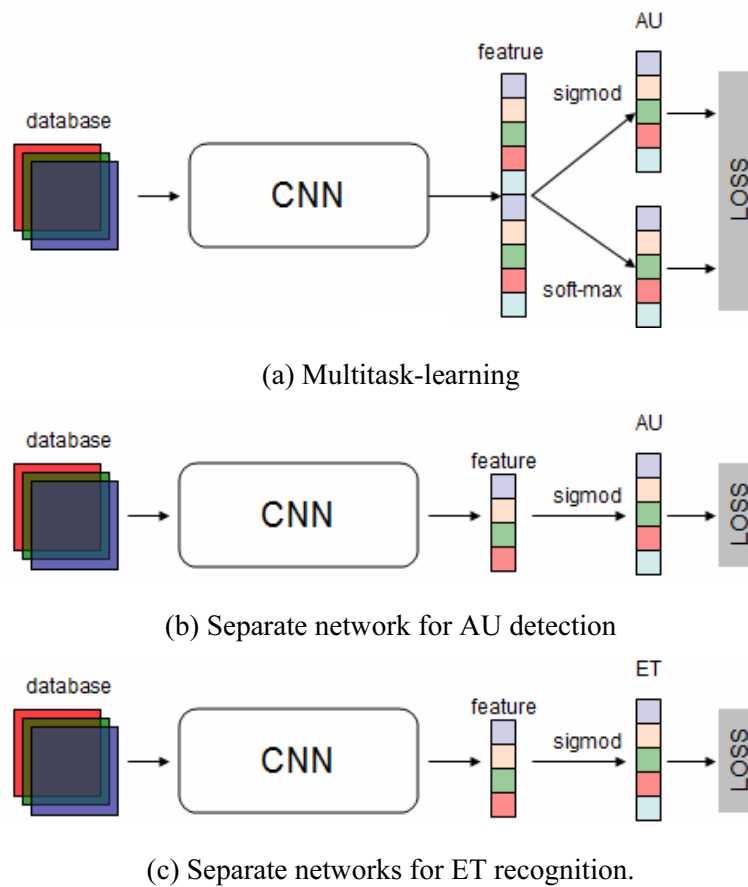 AU
featrue
sigmod
database
CNN
LOSS
soft-max
(a) Multitask-learning
AU
database
feature
sigmod
CNN
LOSS
(b) Separate network for AU detection
ET
database
feature
sigmod
CNN
LOSS
(c) Separate networks for ET recognition.